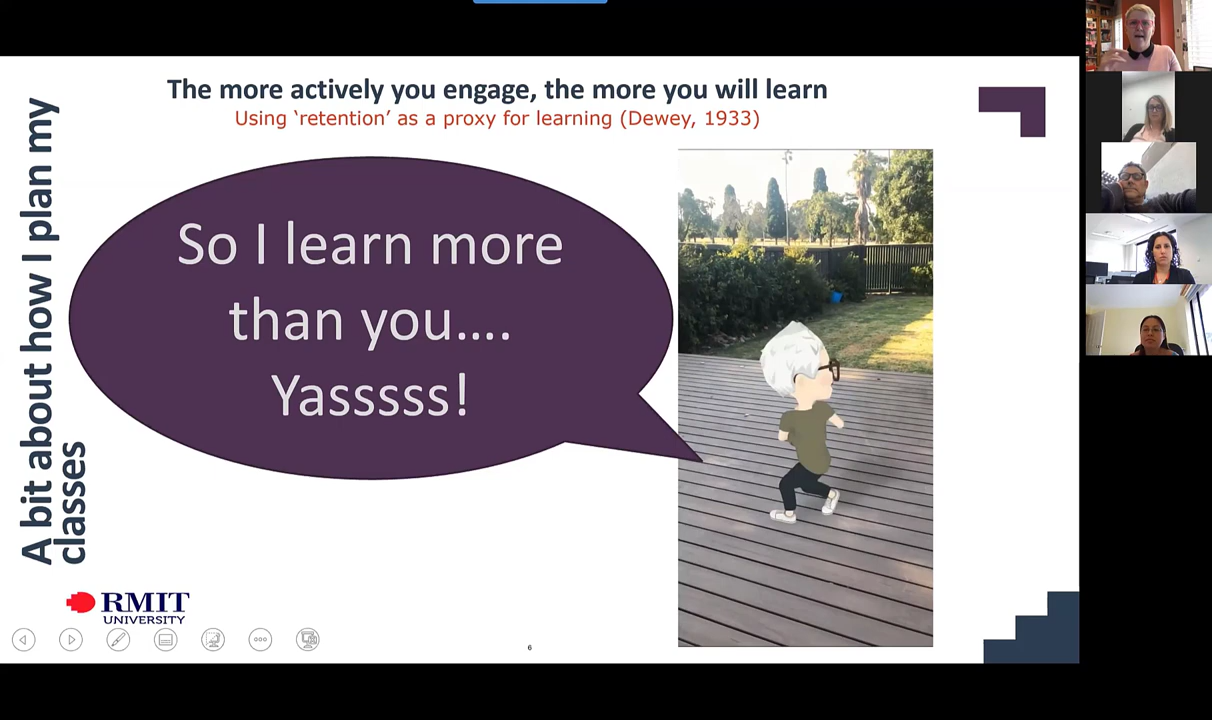 The more actively you engage, the more you will learn
Using ‘retention’ as a proxy for learning (Dewey, 1933)
A bit about how I plan my
classes
So I learn more
than you....
Yasssss!
RMIT
UNIVERSITY
6